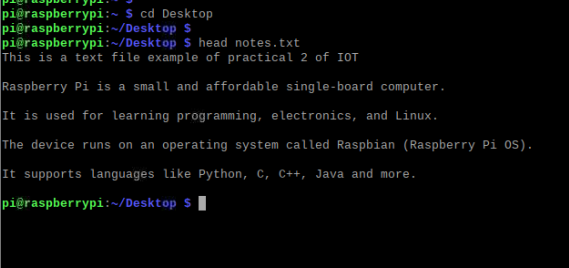 pi@raspberrypi:~ $
pi@raspberrypi:~ $ cd Desktop
pi@raspberrypi:~/Desktop $
pi@raspberrypi:~/Desktop $ head notes.txt
This is a text file example of practical 2 of IOT
Raspberry Pi is a small and affordable single-board computer.
It is used for learning programming, electronics, and Linux.
The device runs on an operating system called Raspbian (Raspberry Pi OS).
It supports languages like Python, C, C++, Java and more.
pi@raspberrypi:~/Desktop $